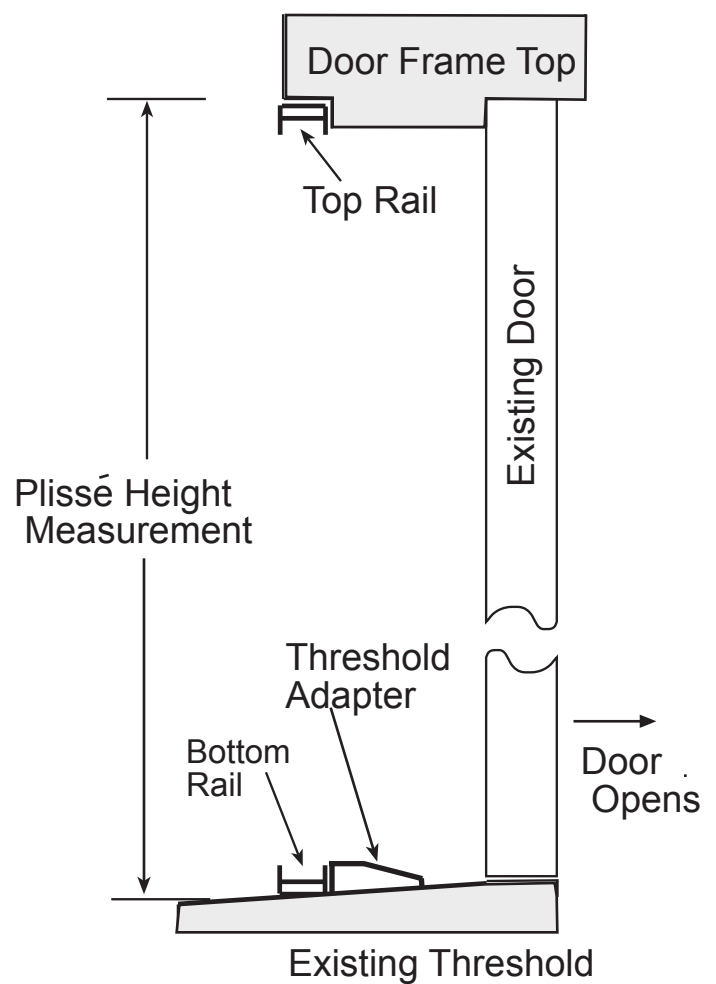 Door Frame Top
Top Rail
Existing Door
Plissé Height
Measurement
Threshold
Adapter
Bottom
Rail
Door
Opens
Existing Threshold